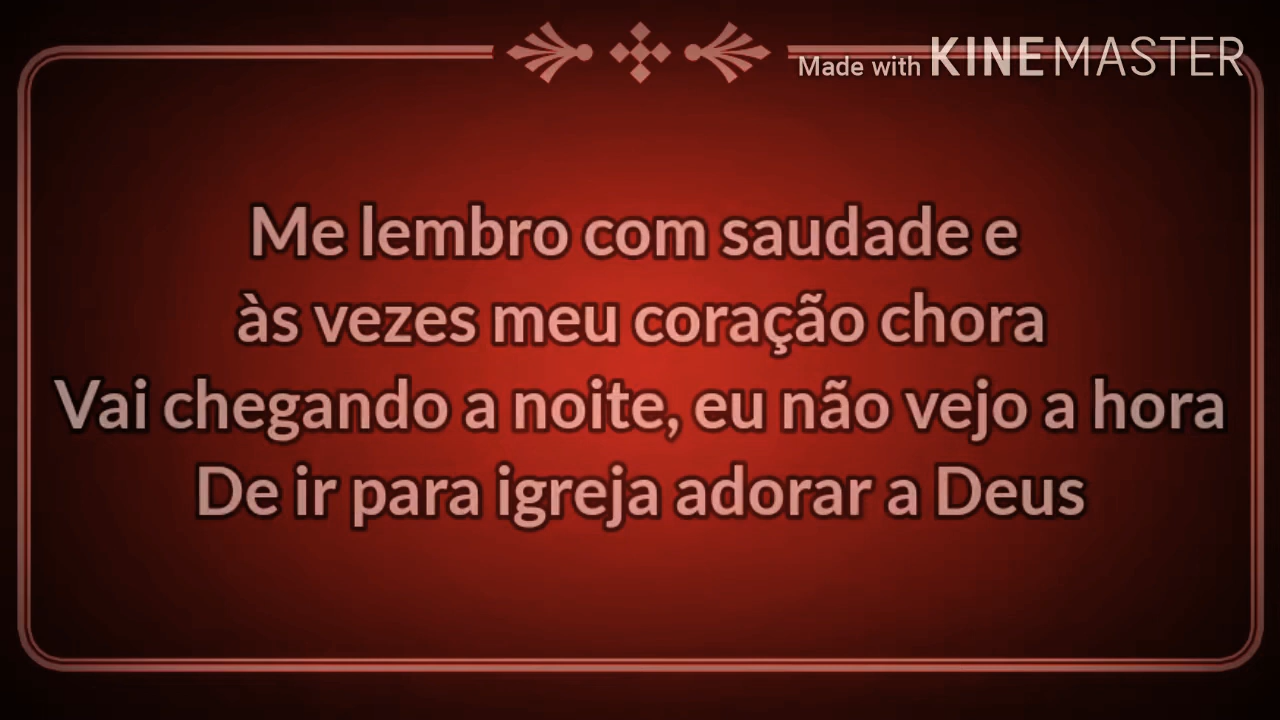 Made with KINEMASTER
Me lembro com saudade e
às vezes meu coração chora
Vai chegando a noite, eu não vejo a hora
De ir para igreja adorar a Deus